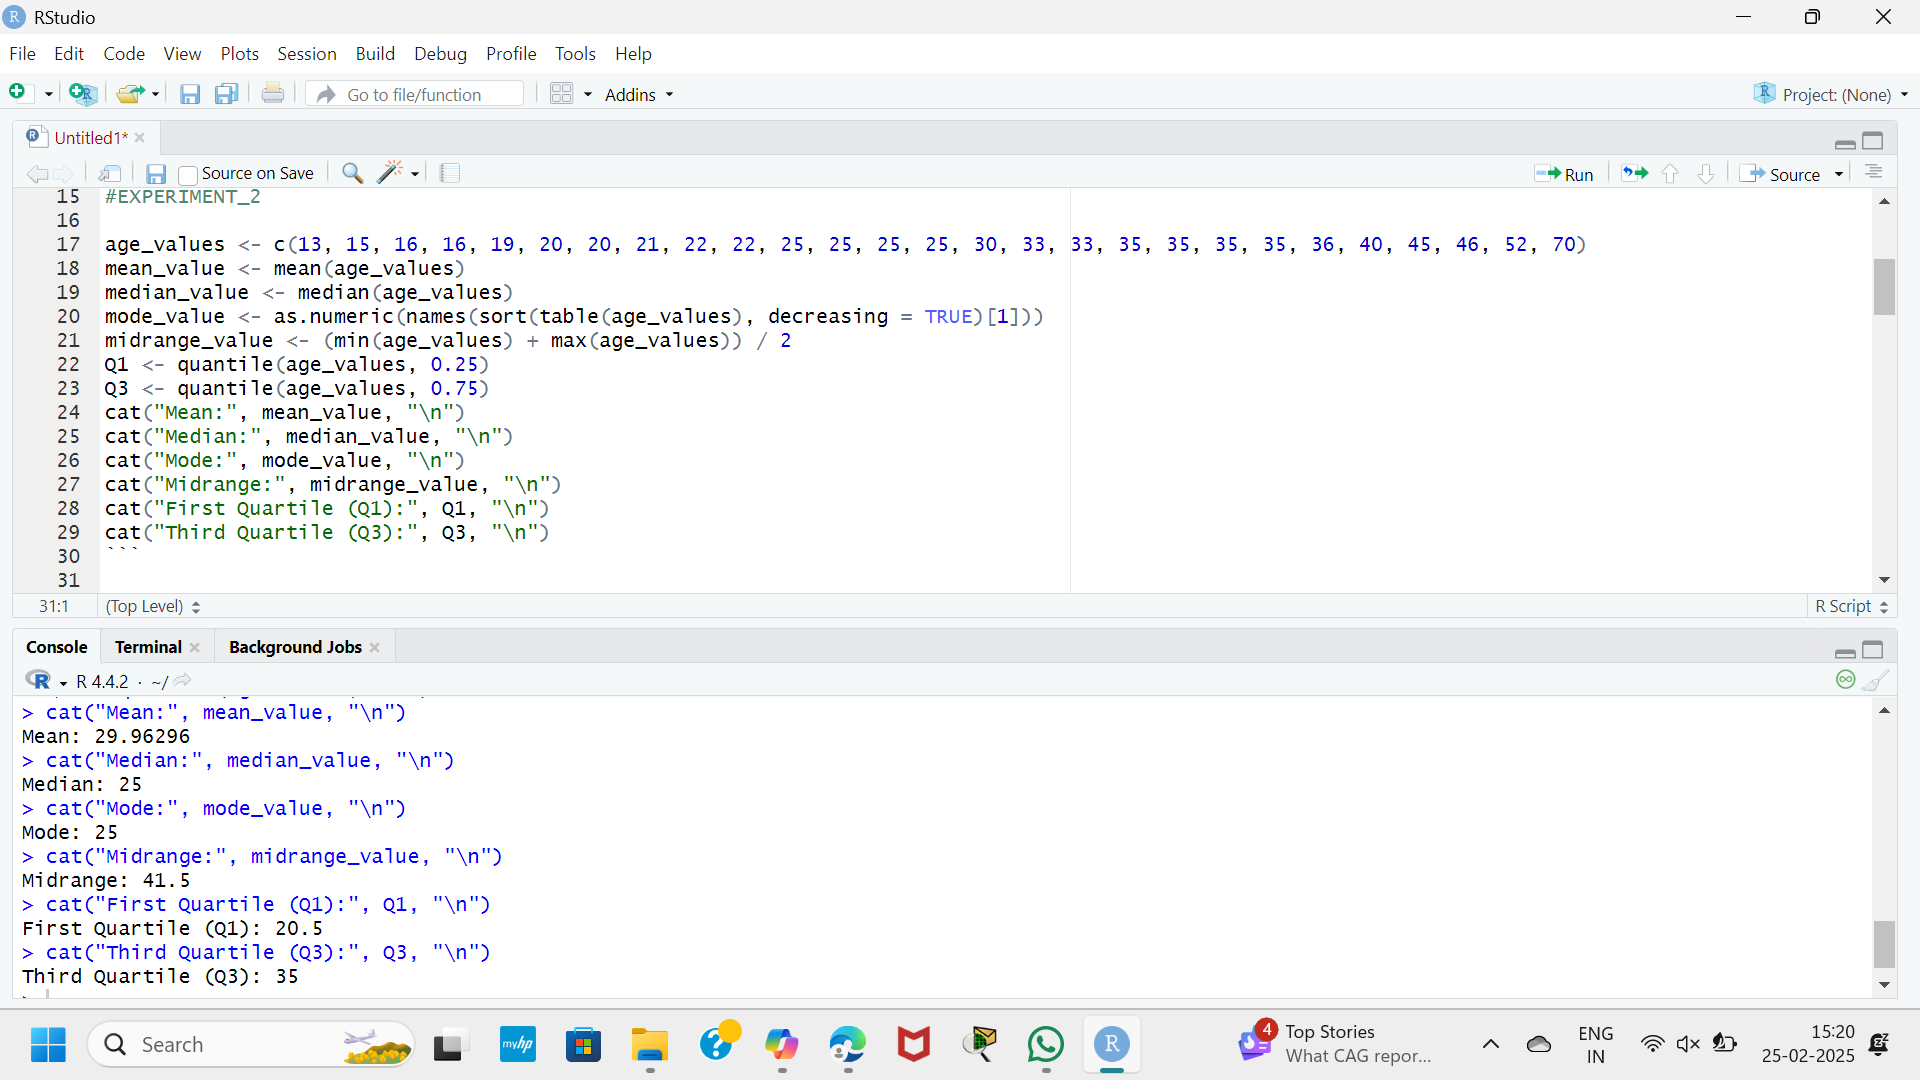 RStudio
File Edit Code View Plots Session Build Debug Profile Tools Help
Go to file/function Addins Project: (None)
Untitled1*
Source on Save Run Source
15 #EXPERIMENT_2
16
17 age_values <- c(13, 15, 16, 16, 19, 20, 20, 21, 22, 22, 25, 25, 25, 25, 30, 33, 33, 35, 35, 35, 35, 36, 40, 45, 46, 52, 70)
18 mean_value <- mean(age_values)
19 median_value <- median(age_values)
20 mode_value <- as.numeric(names(sort(table(age_values), decreasing = TRUE)[1]))
21 midrange_value <- (min(age_values) + max(age_values)) / 2
22 Q1 <- quantile(age_values, 0.25)
23 Q3 <- quantile(age_values, 0.75)
24 cat("Mean:", mean_value, "\n")
25 cat("Median:", median_value, "\n")
26 cat("Mode:", mode_value, "\n")
27 cat("Midrange:", midrange_value, "\n")
28 cat("First Quartile (Q1):", Q1, "\n")
29 cat("Third Quartile (Q3):", Q3, "\n")
30 ```
31
31:1 (Top Level) R Script
Console Terminal Background Jobs
R 4.4.2 · ~/
> cat("Mean:", mean_value, "\n")
Mean: 29.96296
> cat("Median:", median_value, "\n")
Median: 25
> cat("Mode:", mode_value, "\n")
Mode: 25
> cat("Midrange:", midrange_value, "\n")
Midrange: 41.5
> cat("First Quartile (Q1):", Q1, "\n")
First Quartile (Q1): 20.5
> cat("Third Quartile (Q3):", Q3, "\n")
Third Quartile (Q3): 35
Search myhp R 4 Top Stories ENG 15:20
What CAG repor... IN 25-02-2025